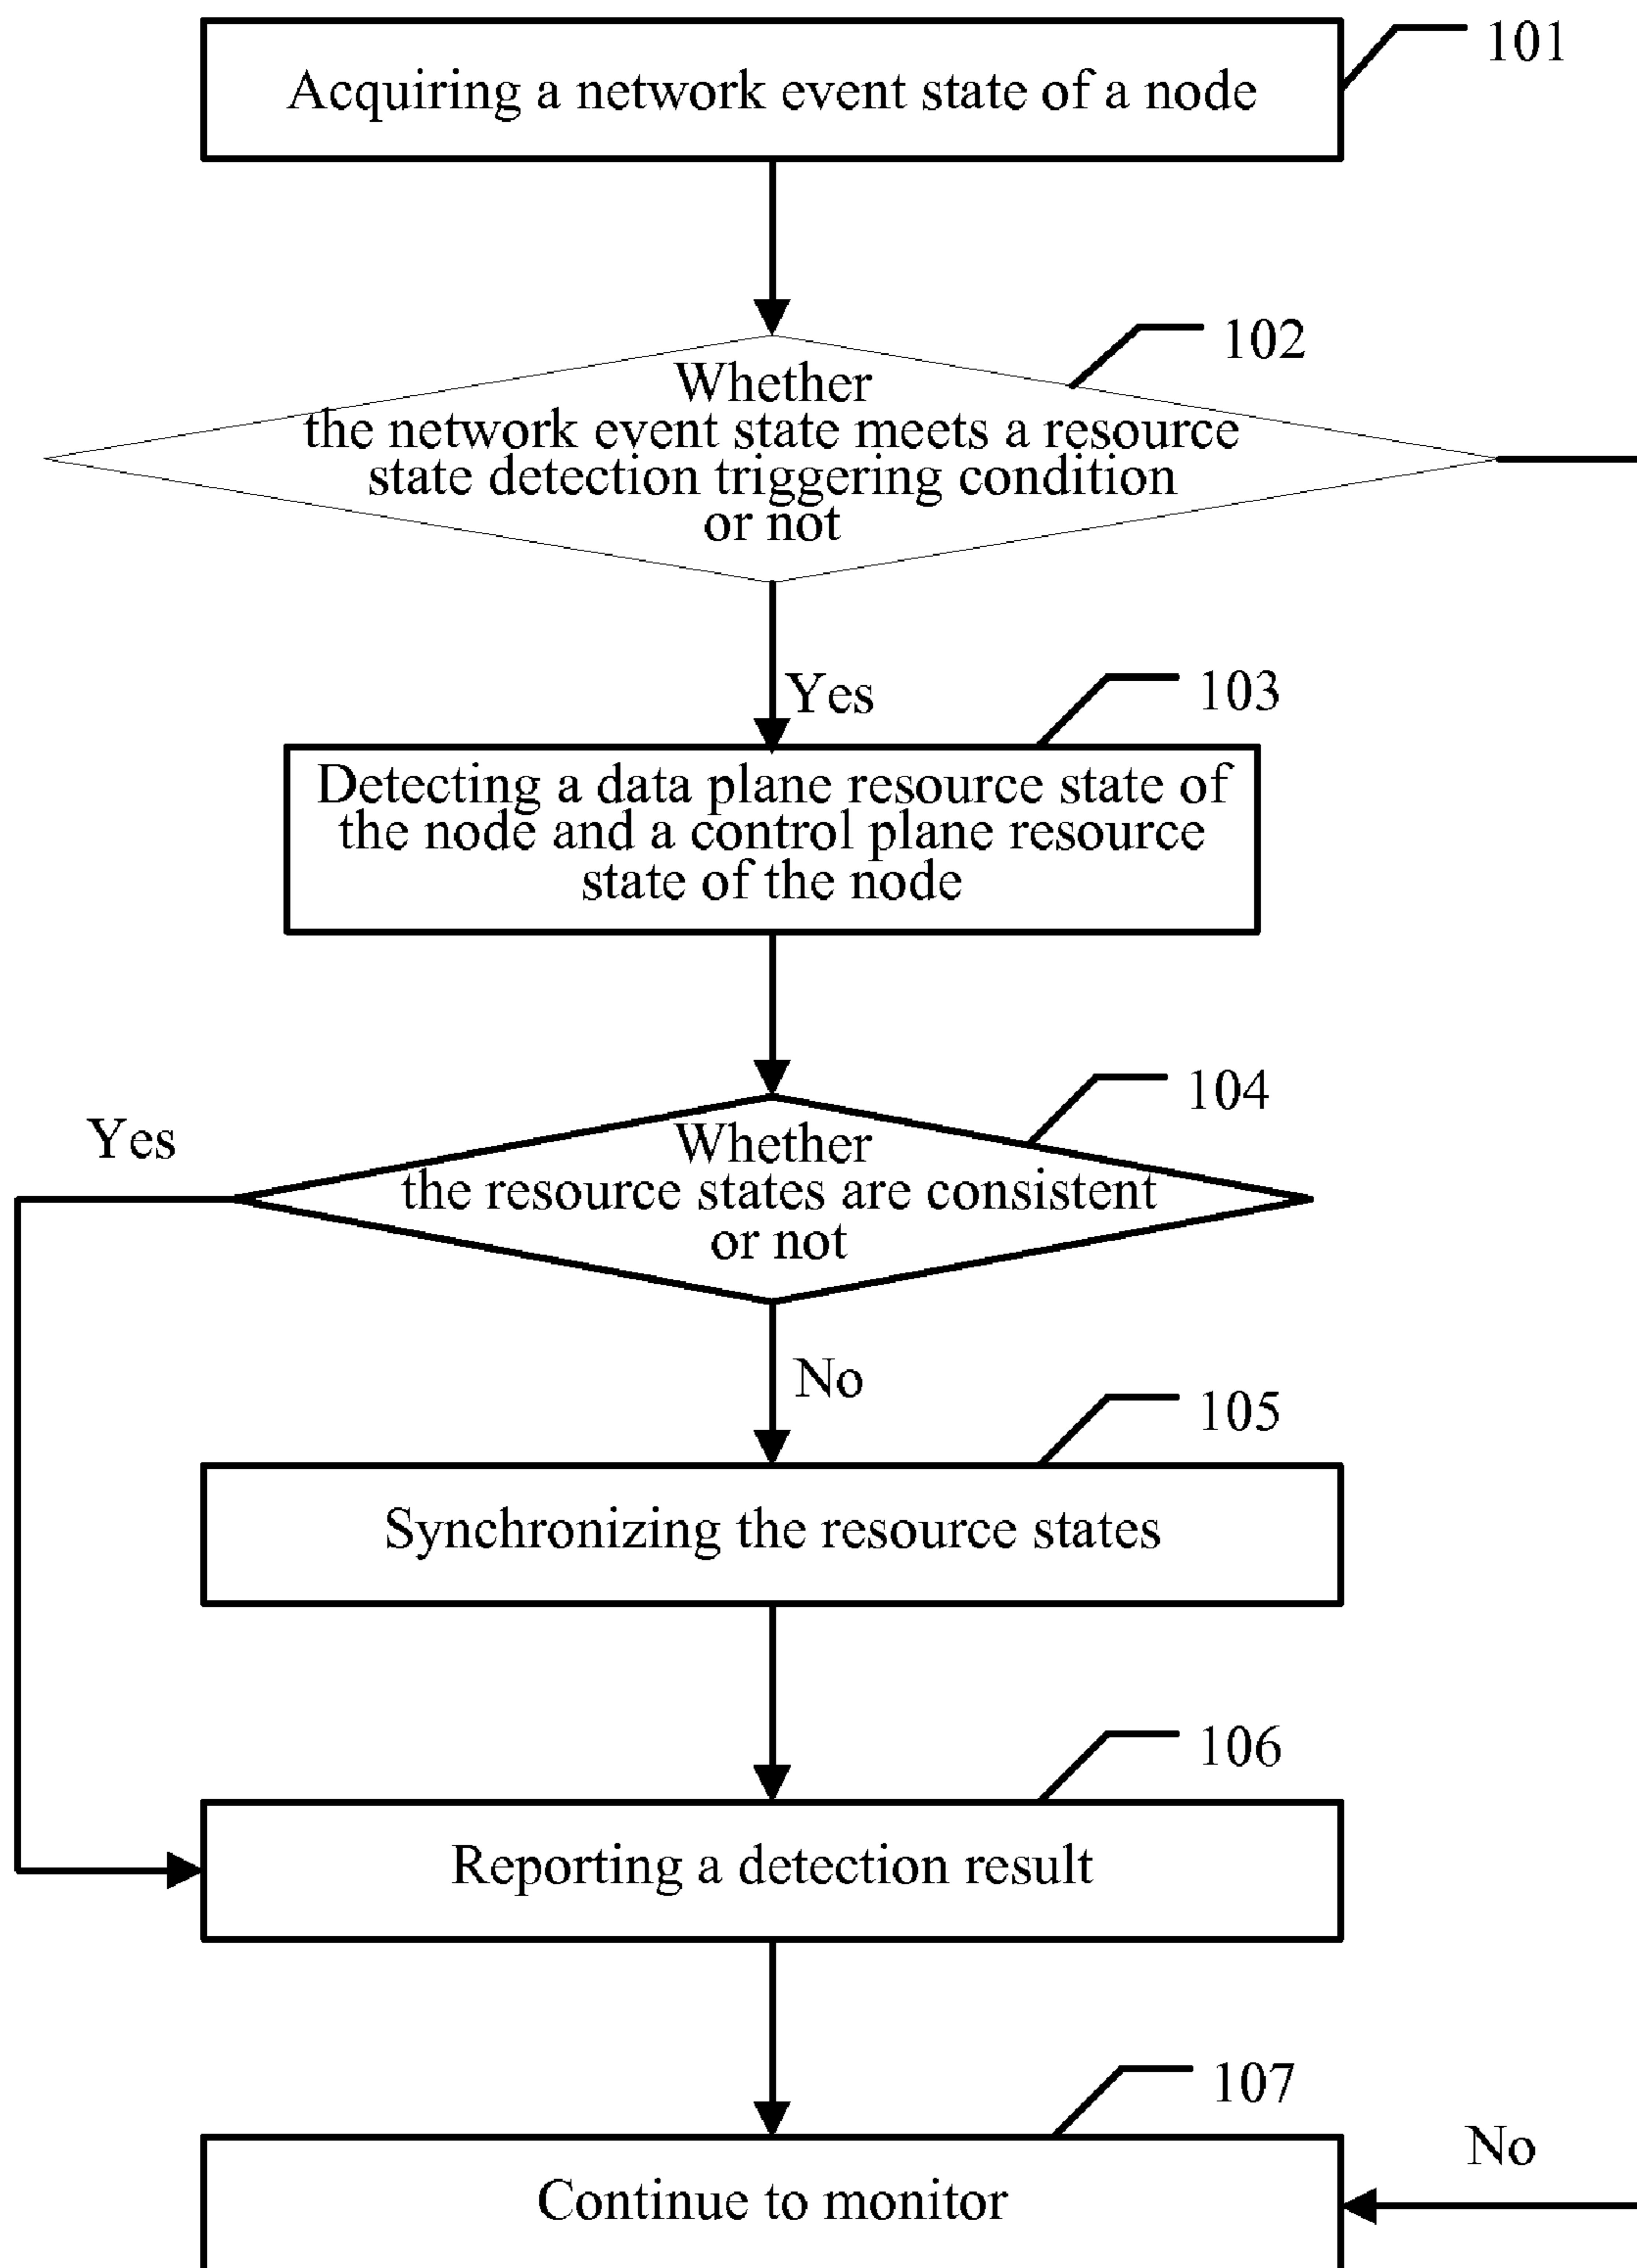 Acquiring a network event state of a node
101
102
Whether
the network event state meets a resource
state detection triggering condition
or not
Yes
103
Detecting a data plane resource state of
the node and a control plane resource
state of the node
104
Yes
Whether
the resource states are consistent
or not
No
105
Synchronizing the resource states
106
Reporting a detection result
107
No
Continue to monitor